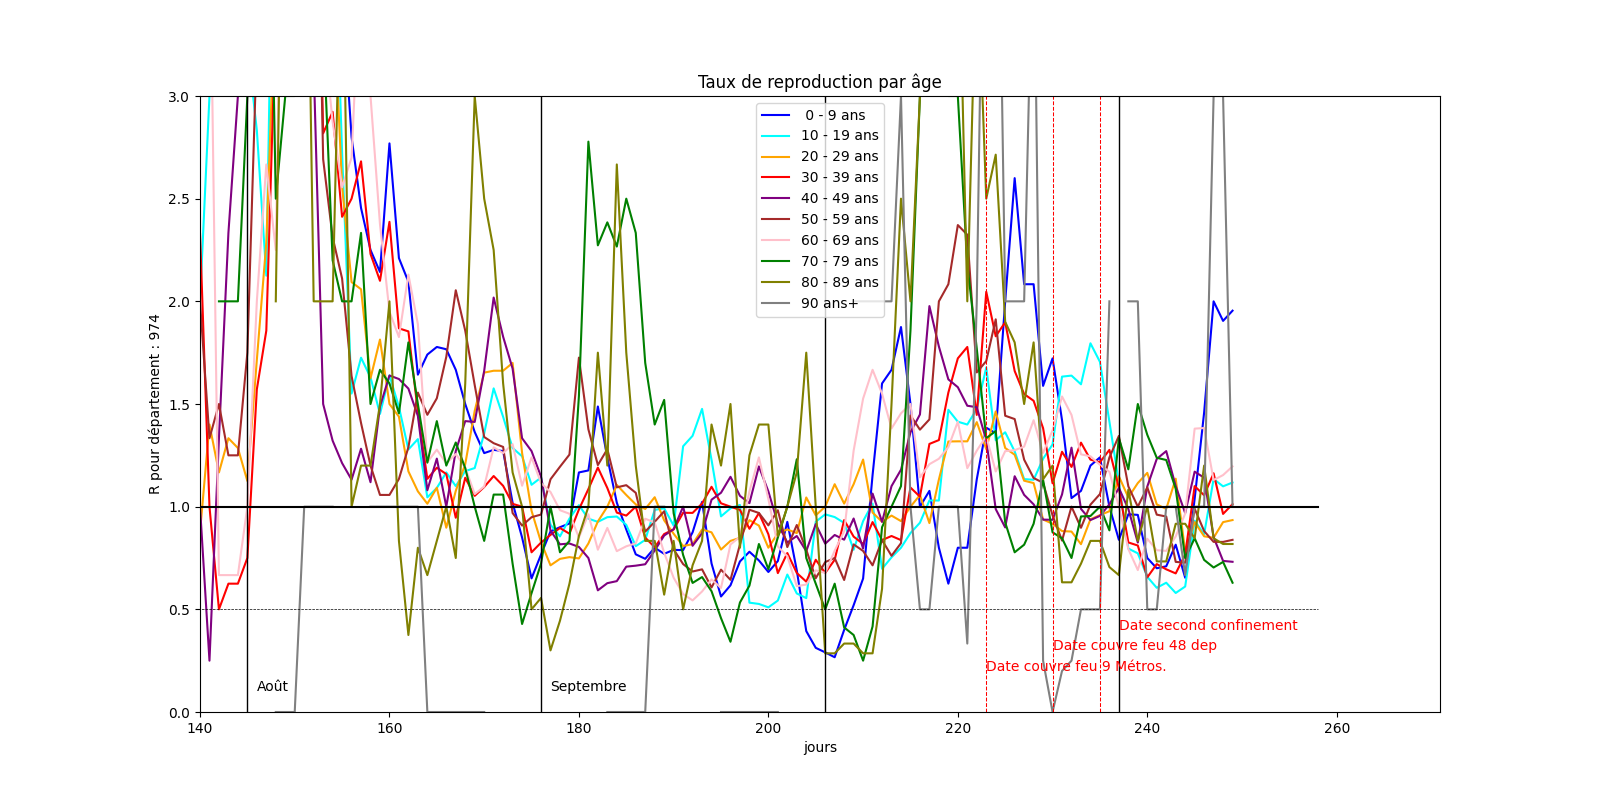 Taux de reproduction par âge
R pour département : 974
3.0
2.5
2.0
1.5
1.0
0.5
0.0
0 - 9 ans
10 - 19 ans
20 - 29 ans
30 - 39 ans
40 - 49 ans
50 - 59 ans
60 - 69 ans
70 - 79 ans
80 - 89 ans
90 ans+
Date second confinement
Date couvre feu 48 dep
Date couvre feu 9 Métros.
Août
Septembre
140
160
180
200
220
240
260
jours